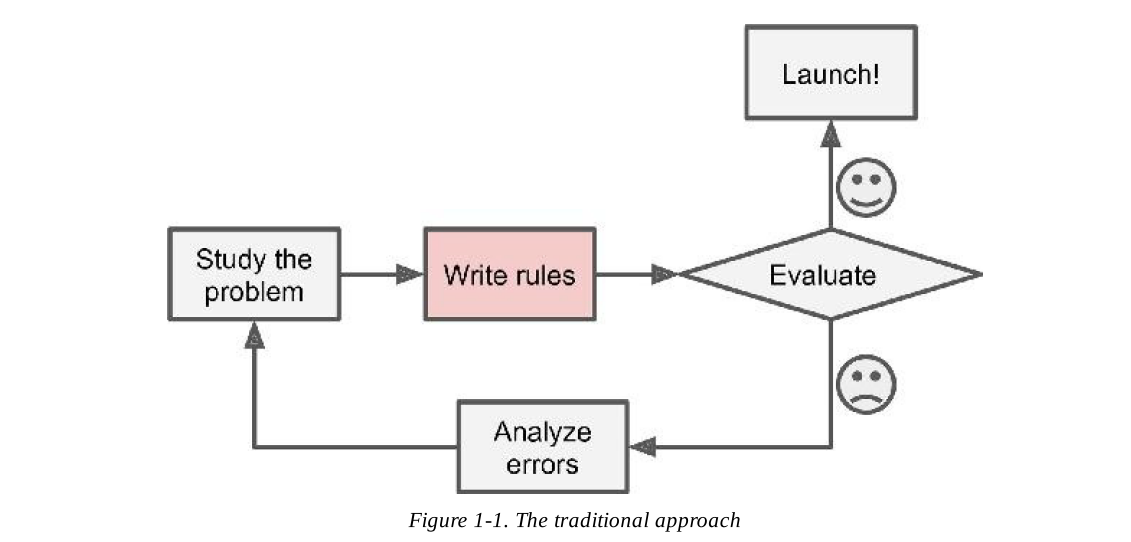 Launch!
Study the
problem
Write rules
Evaluate
Analyze
errors
Figure 1-1. The traditional approach